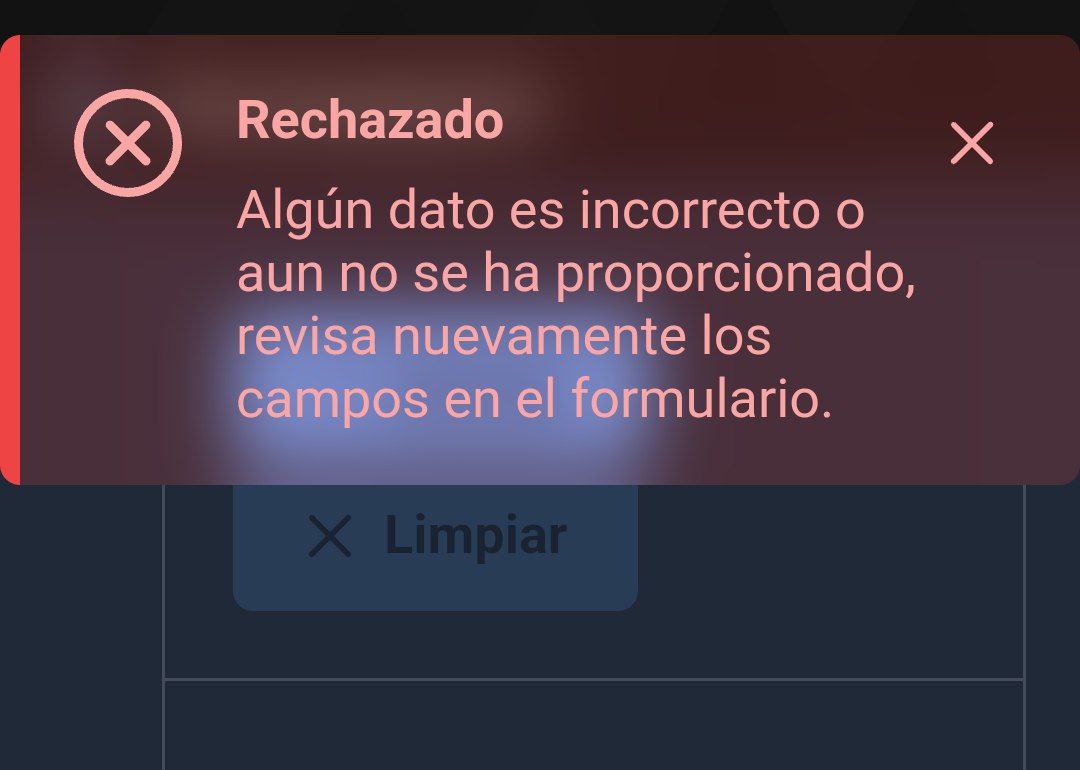 Rechazado
Algún dato es incorrecto o
aun no se ha proporcionado,
revisa nuevamente los
campos en el formulario.
Limpiar